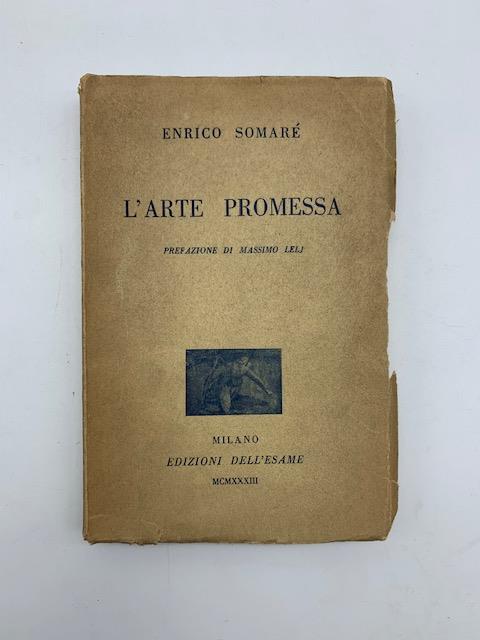 ENRICO SOMARÉ
L'ARTE PROMESSA
PREFAZIONE DI MASSIMO LELJ
MILANO
EDIZIONI DELL'ESAME
MCMXXXIII